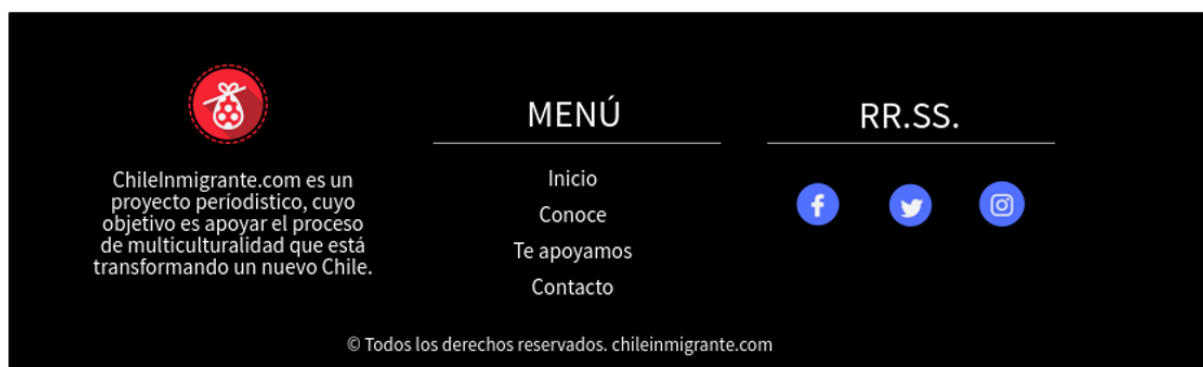 ChileInmigrante.com es un
proyecto períodistico, cuyo
objetivo es apoyar el proceso
de multiculturalidad que está
transformando un nuevo Chile.
MENÚ
Inicio
Conoce
Te apoyamos
Contacto
RR.SS.
© Todos los derechos reservados. chileinmigrante.com